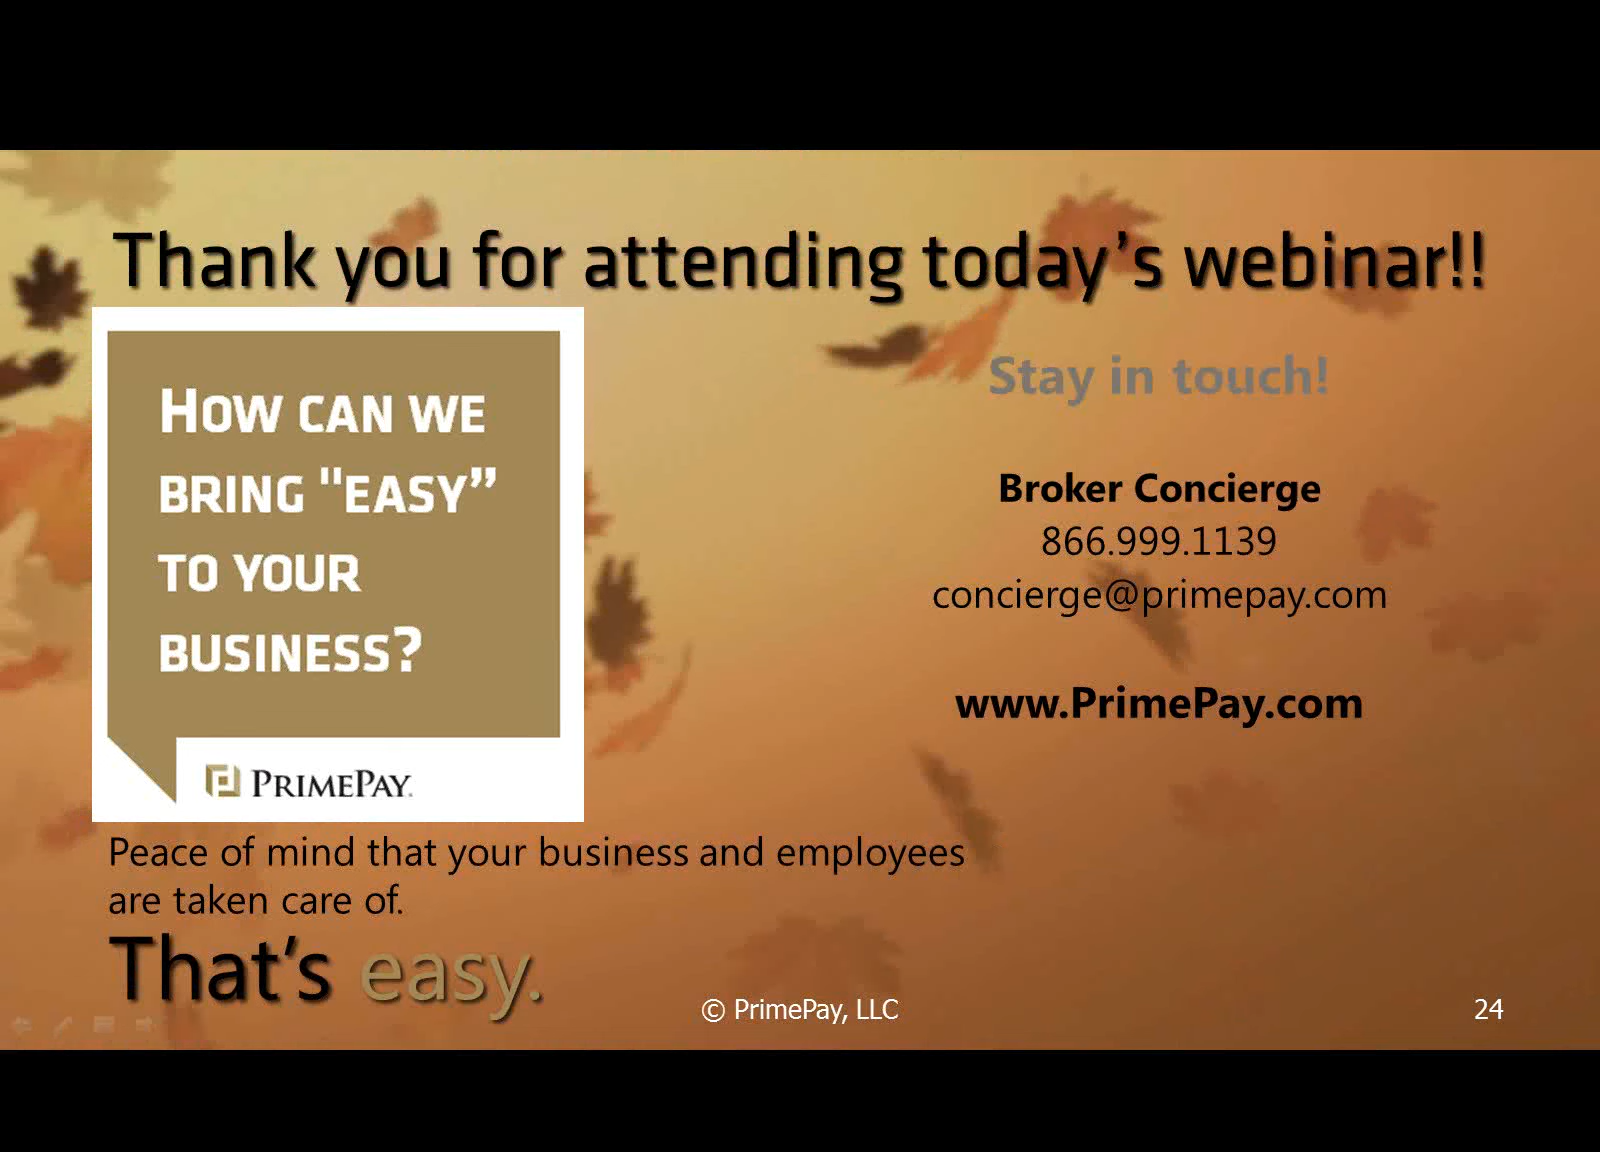 Thank you for attending today’s webinar!!
HOW CAN WE
BRING "EASY”
TO YOUR
BUSINESS?
PRIMEPAY.
Stay in touch!
Broker Concierge
866.999.1139
concierge@primepay.com
www.PrimePay.com
Peace of mind that your business and employees
are taken care of.
That’s easy.
© PrimePay, LLC
24